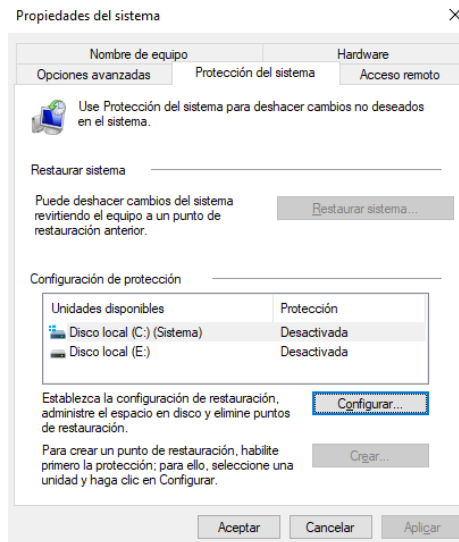 Propiedades del sistema
Nombre de equipo
Hardware
Opciones avanzadas
Protección del sistema
Acceso remoto
Use Protección del sistema para deshacer cambios no deseados
en el sistema.
Restaurar sistema
Puede deshacer cambios del sistema
revirtiendo el equipo a un punto de
restauración anterior.
Restaurar sistema...
Configuración de protección
Unidades disponibles
Protección
Disco local (C:) (Sistema)
Desactivada
Disco local (E:)
Desactivada
Establezca la configuración de restauración,
administre el espacio en disco y elimine puntos
de restauración.
Configurar...
Para crear un punto de restauración, habilite
primero la protección; para ello, seleccione una
unidad y haga clic en Configurar.
Crear...
Aceptar
Cancelar
Aplicar